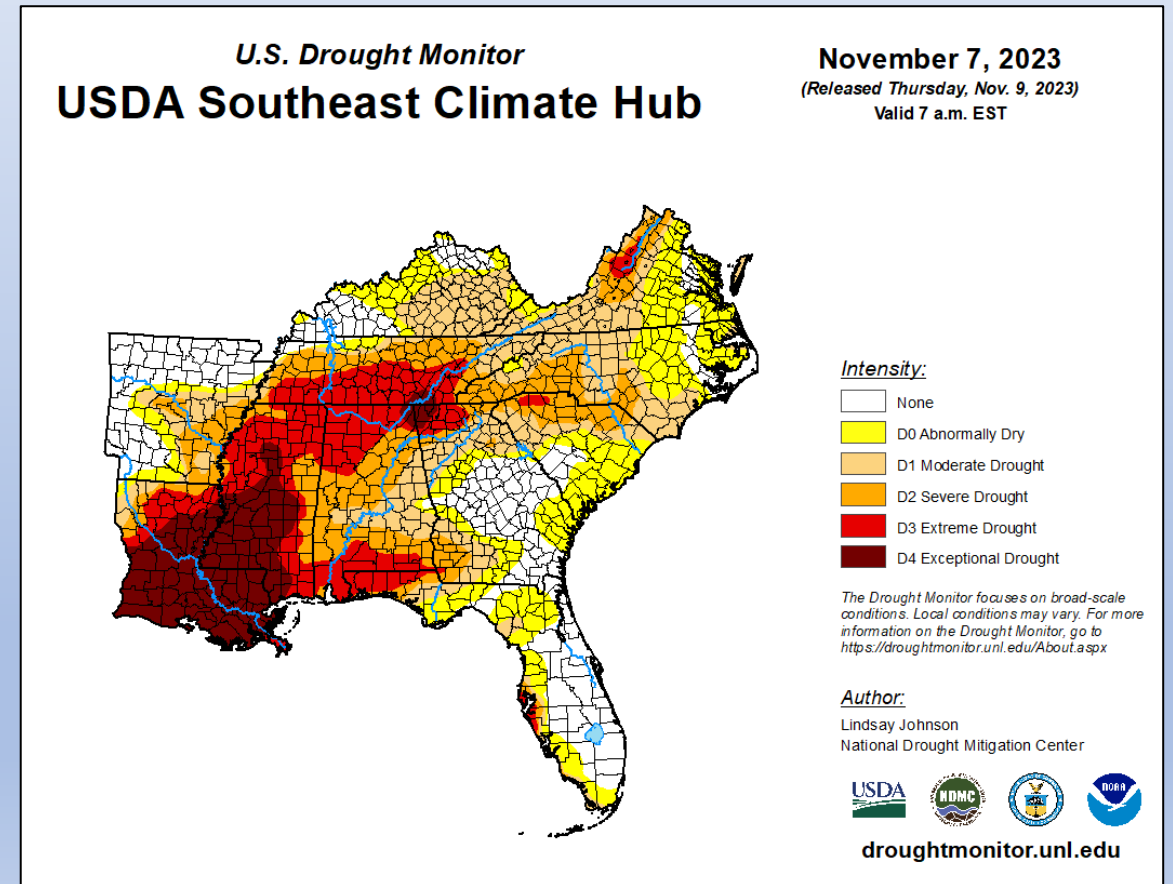 U.S. Drought Monitor
USDA Southeast Climate Hub
November 7, 2023
(Released Thursday, Nov. 9, 2023)
Valid 7 a.m. EST
Intensity:
None
D0 Abnormally Dry
D1 Moderate Drought
D2 Severe Drought
D3 Extreme Drought
D4 Exceptional Drought
The Drought Monitor focuses on broad-scale
conditions. Local conditions may vary. For more
information on the Drought Monitor, go to
https://droughtmonitor.unl.edu/About.aspx
Author:
Lindsay Johnson
National Drought Mitigation Center
USDA
NDMC
NOAA
droughtmonitor.unl.edu